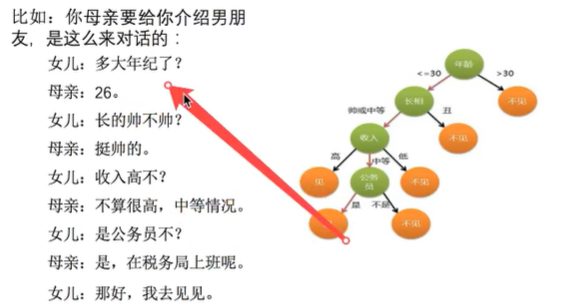 比如：你母亲要给你介绍男朋
友，是这么来对话的：
女儿：多大年纪了？
母亲：26。
女儿：长的帅不帅？
母亲：挺帅的。
女儿：收入高不？
母亲：不算很高，中等情况。
女儿：是公务员不？
母亲：是，在税务局上班呢。
女儿：那好，我去见见。
年龄
<=30
>30
长相
不见
帅或中等
丑
收入
不见
高
中等
低
见
公务
员
不见
是
不是
不见